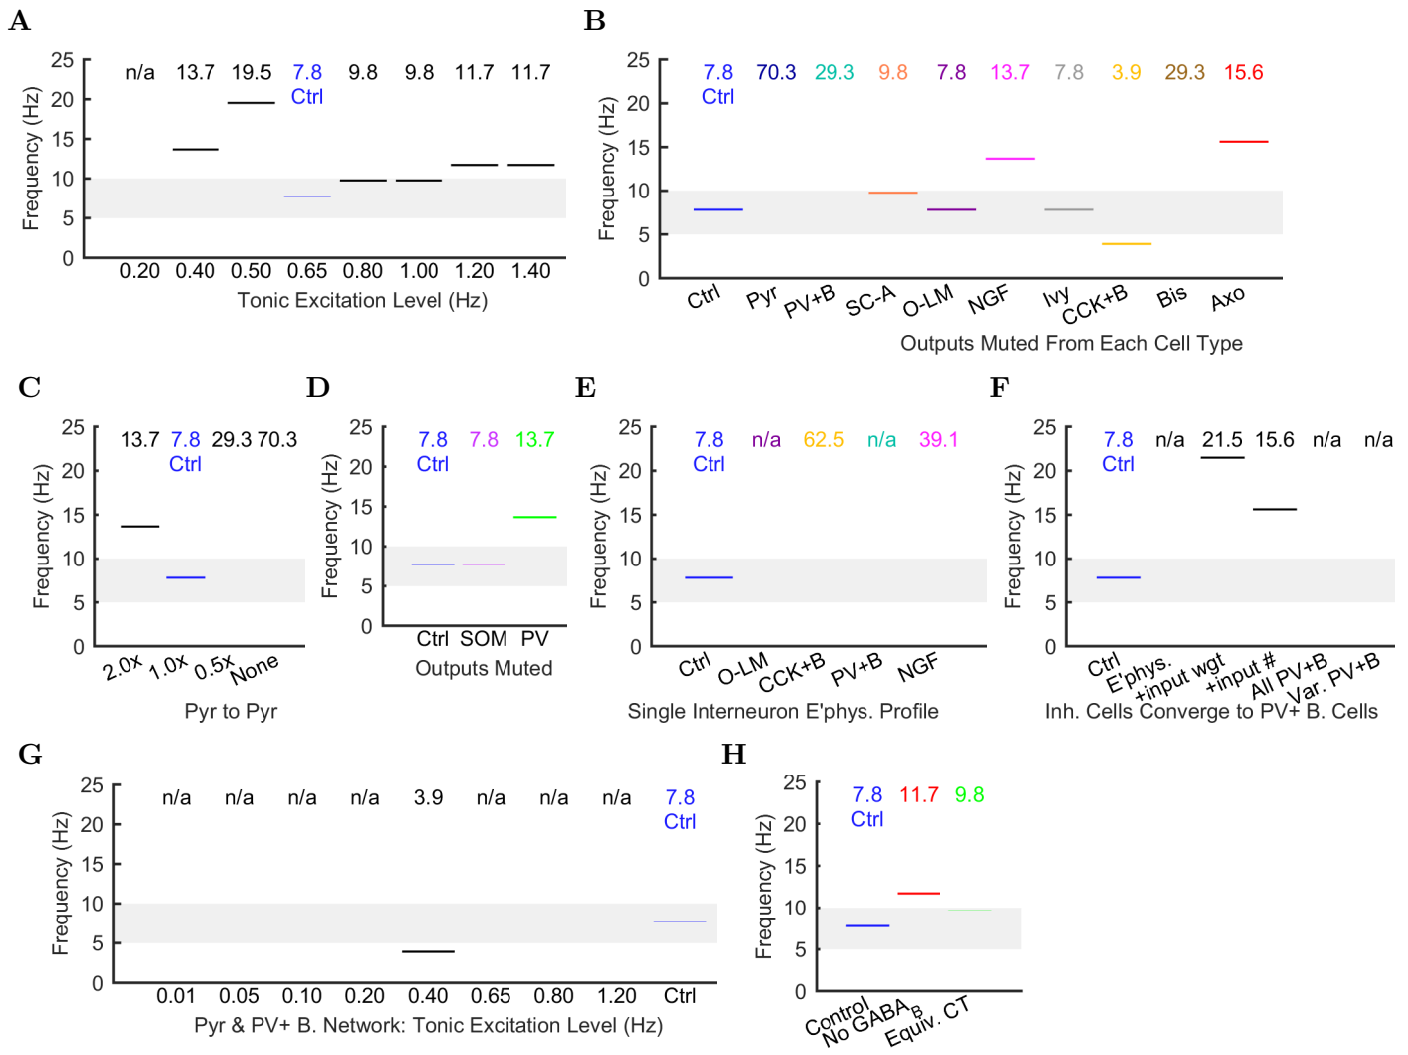 A
25
20
15
10
5
0
Frequency (Hz)
n/a 13.7 19.5 7.8 9.8 9.8 11.7 11.7
Ctrl
0.20 0.40 0.50 0.65 0.80 1.00 1.20 1.40
Tonic Excitation Level (Hz)
B
25
20
15
10
5
0
Frequency (Hz)
7.8 70.3 29.3 9.8 7.8 13.7 7.8 3.9 29.3 15.6
Ctrl
Ctrl Pyr PV+B SC-A O-LM NGF Ivy CCK+B Bis Axo
Outputs Muted From Each Cell Type
C
25
20
15
10
5
0
Frequency (Hz)
13.7 7.8 29.3 70.3
Ctrl
2.0x 1.0x 0.5x None
Pyr to Pyr
D
25
20
15
10
5
0
Frequency (Hz)
7.8 7.8 13.7
Ctrl
Ctrl SOM PV
Outputs Muted
E
25
20
15
10
5
0
Frequency (Hz)
7.8 n/a 62.5 n/a 39.1
Ctrl
Ctrl O-LM CCK+B PV+B NGF
Single Interneuron E'phys. Profile
F
25
20
15
10
5
0
Frequency (Hz)
7.8 n/a 21.5 15.6 n/a n/a
Ctrl
Ctrl E'phys. +input wgt +input # All PV+B Var. PV+B
Inh. Cells Converge to PV+ B. Cells
G
25
20
15
10
5
0
Frequency (Hz)
n/a n/a n/a n/a 3.9 n/a n/a n/a 7.8
Ctrl
0.01 0.05 0.10 0.20 0.40 0.65 0.80 1.20 Ctrl
Pyr & PV+ B. Network: Tonic Excitation Level (Hz)
H
25
20
15
10
5
0
Frequency (Hz)
7.8 11.7 9.8
Ctrl
Control No GABAB Equiv. CT